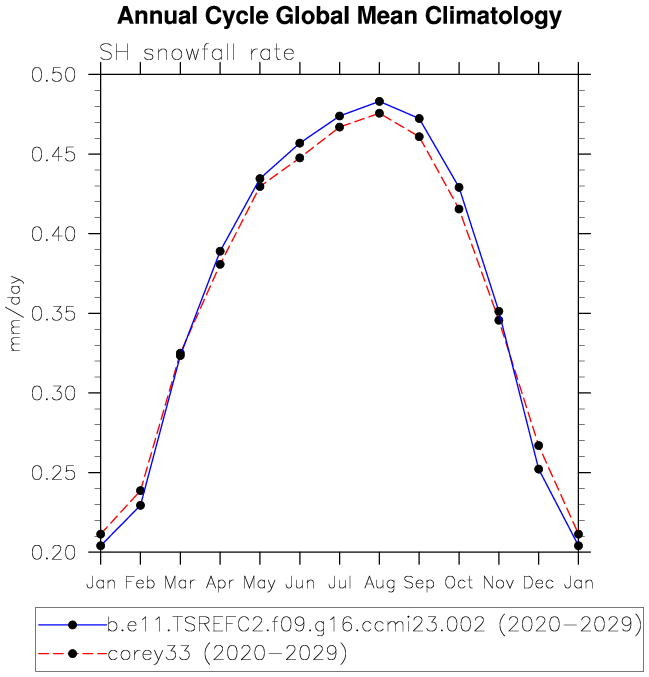 Annual Cycle Global Mean Climatology
SH snowfall rate
0.50
0.45
0.40
0.35
0.30
0.25
0.20
mm/day
Jan Feb Mar Apr May Jun Jul Aug Sep Oct Nov Dec Jan
b.e11.TSREFC2.f09.g16.ccmi23.002 (2020-2029)
corey33 (2020-2029)